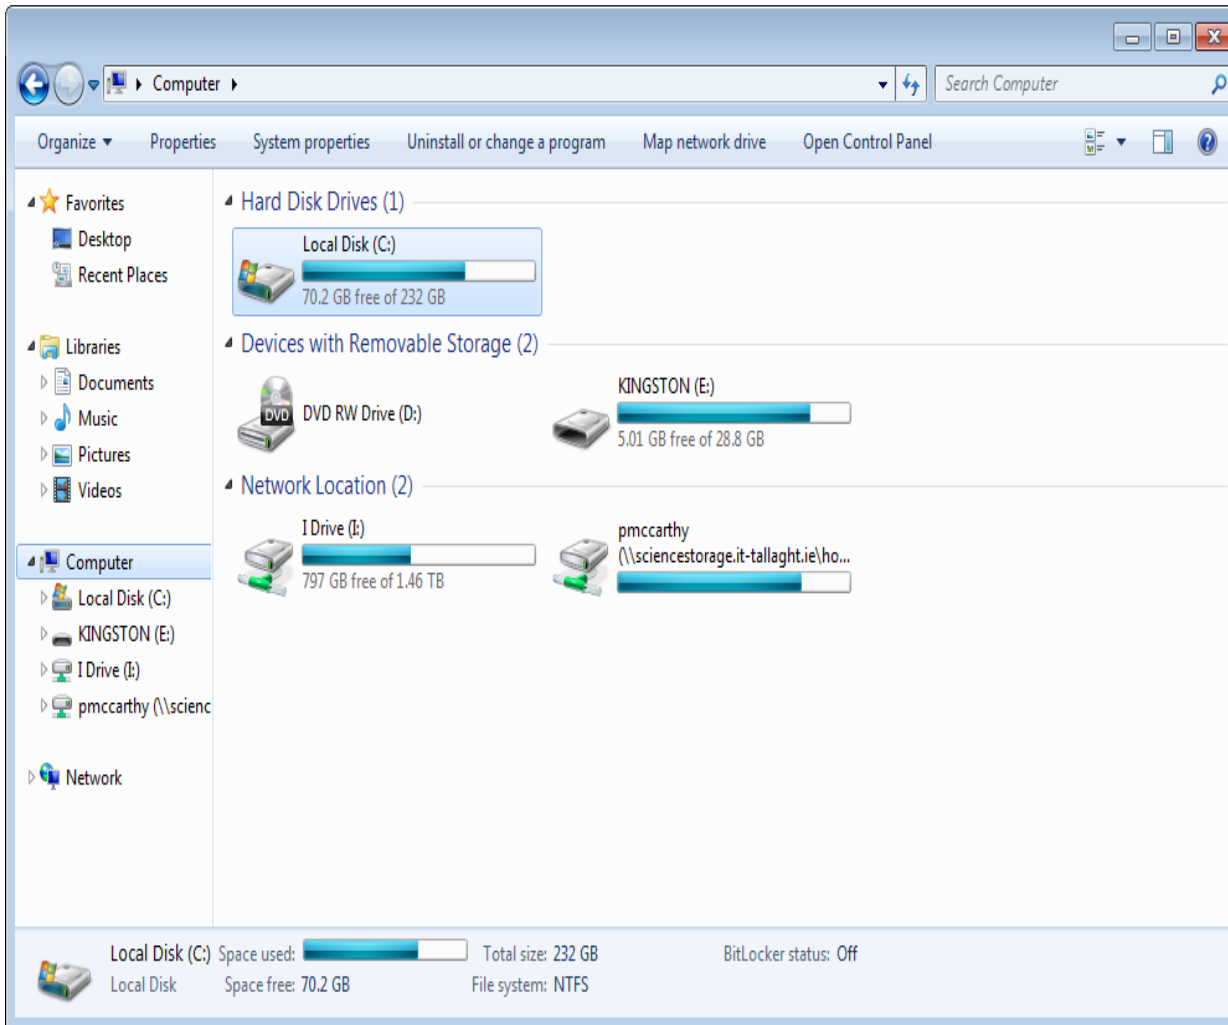 Computer
Search Computer
Organize Properties System properties Uninstall or change a program Map network drive Open Control Panel
Favorites
Desktop
Recent Places
Libraries
Documents
Music
Pictures
Videos
Computer
Local Disk (C:)
KINGSTON (E:)
I Drive (I:)
pmccarthy (\\scienc
Network
Hard Disk Drives (1)
Local Disk (C:)
70.2 GB free of 232 GB
Devices with Removable Storage (2)
DVD
DVD RW Drive (D:)
KINGSTON (E:)
5.01 GB free of 28.8 GB
Network Location (2)
I Drive (I:)
797 GB free of 1.46 TB
pmccarthy
(\\sciencestorage.it-tallaght.ie\ho...
Local Disk (C:) Space used: Total size: 232 GB BitLocker status: Off
Local Disk Space free: 70.2 GB File system: NTFS